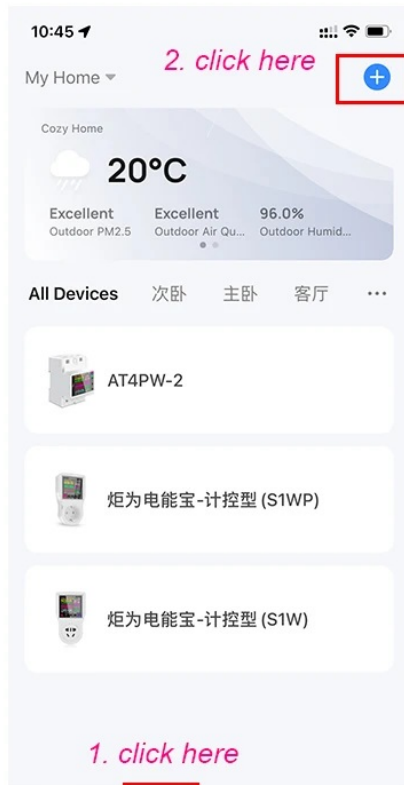 10:45
2. click here
My Home
Cozy Home
20°C
Excellent Excellent 96.0%
Outdoor PM2.5 Outdoor Air Qu... Outdoor Humid...
All Devices 次卧 主卧 客厅 ...
AT4PW-2
炬为电能宝-计控型 (S1WP)
炬为电能宝-计控型 (S1W)
1. click here